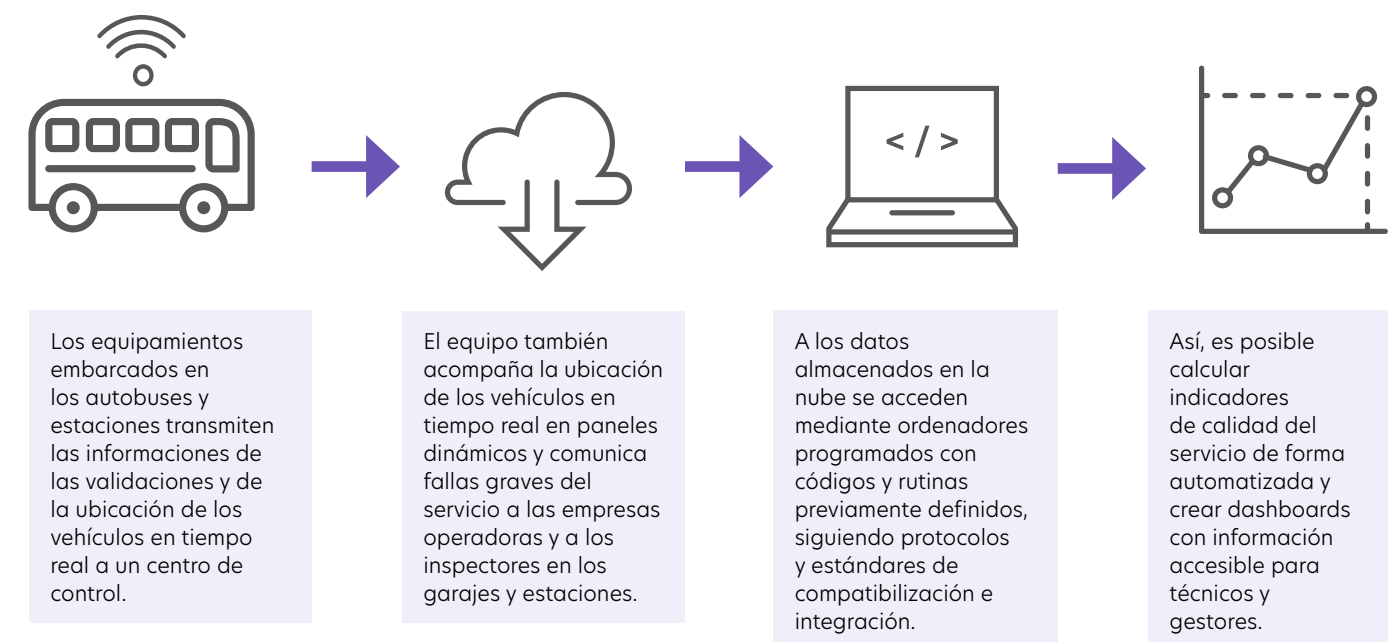 </>
Los equipamientos
embarcados en
los autobuses y
estaciones transmiten
las informaciones de
las validaciones y de
la ubicación de los
vehículos en tiempo
real a un centro de
control.
El equipo también
acompaña la ubicación
de los vehículos en
tiempo real en paneles
dinámicos y comunica
fallas graves del
servicio a las empresas
operadoras y a los
inspectores en los
garajes y estaciones.
A los datos
almacenados en la
nube se acceden
mediante ordenadores
programados con
códigos y rutinas
previamente definidos,
siguiendo protocolos
y estándares de
compatibilización e
integración.
Así, es posible
calcular
indicadores
de calidad del
servicio de forma
automatizada y
crear dashboards
con información
accesible para
técnicos y
gestores.